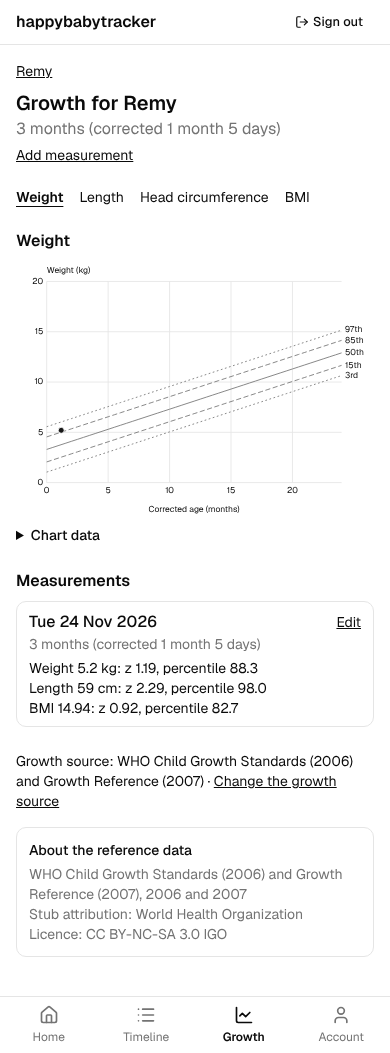 happybabytracker
Sign out
Remy
Growth for Remy
3 months (corrected 1 month 5 days)
Add measurement
Weight Length Head circumference BMI
Weight
Weight (kg)
20
15
10
5
0
97th
85th
50th
15th
3rd
0 5 10 15 20
Corrected age (months)
Chart data
Measurements
Tue 24 Nov 2026
Edit
3 months (corrected 1 month 5 days)
Weight 5.2 kg: z 1.19, percentile 88.3
Length 59 cm: z 2.29, percentile 98.0
BMI 14.94: z 0.92, percentile 82.7
Growth source: WHO Child Growth Standards (2006)
and Growth Reference (2007) · Change the growth
source
About the reference data
WHO Child Growth Standards (2006) and Growth
Reference (2007), 2006 and 2007
Stub attribution: World Health Organization
Licence: CC BY-NC-SA 3.0 IGO
Home Timeline Growth Account